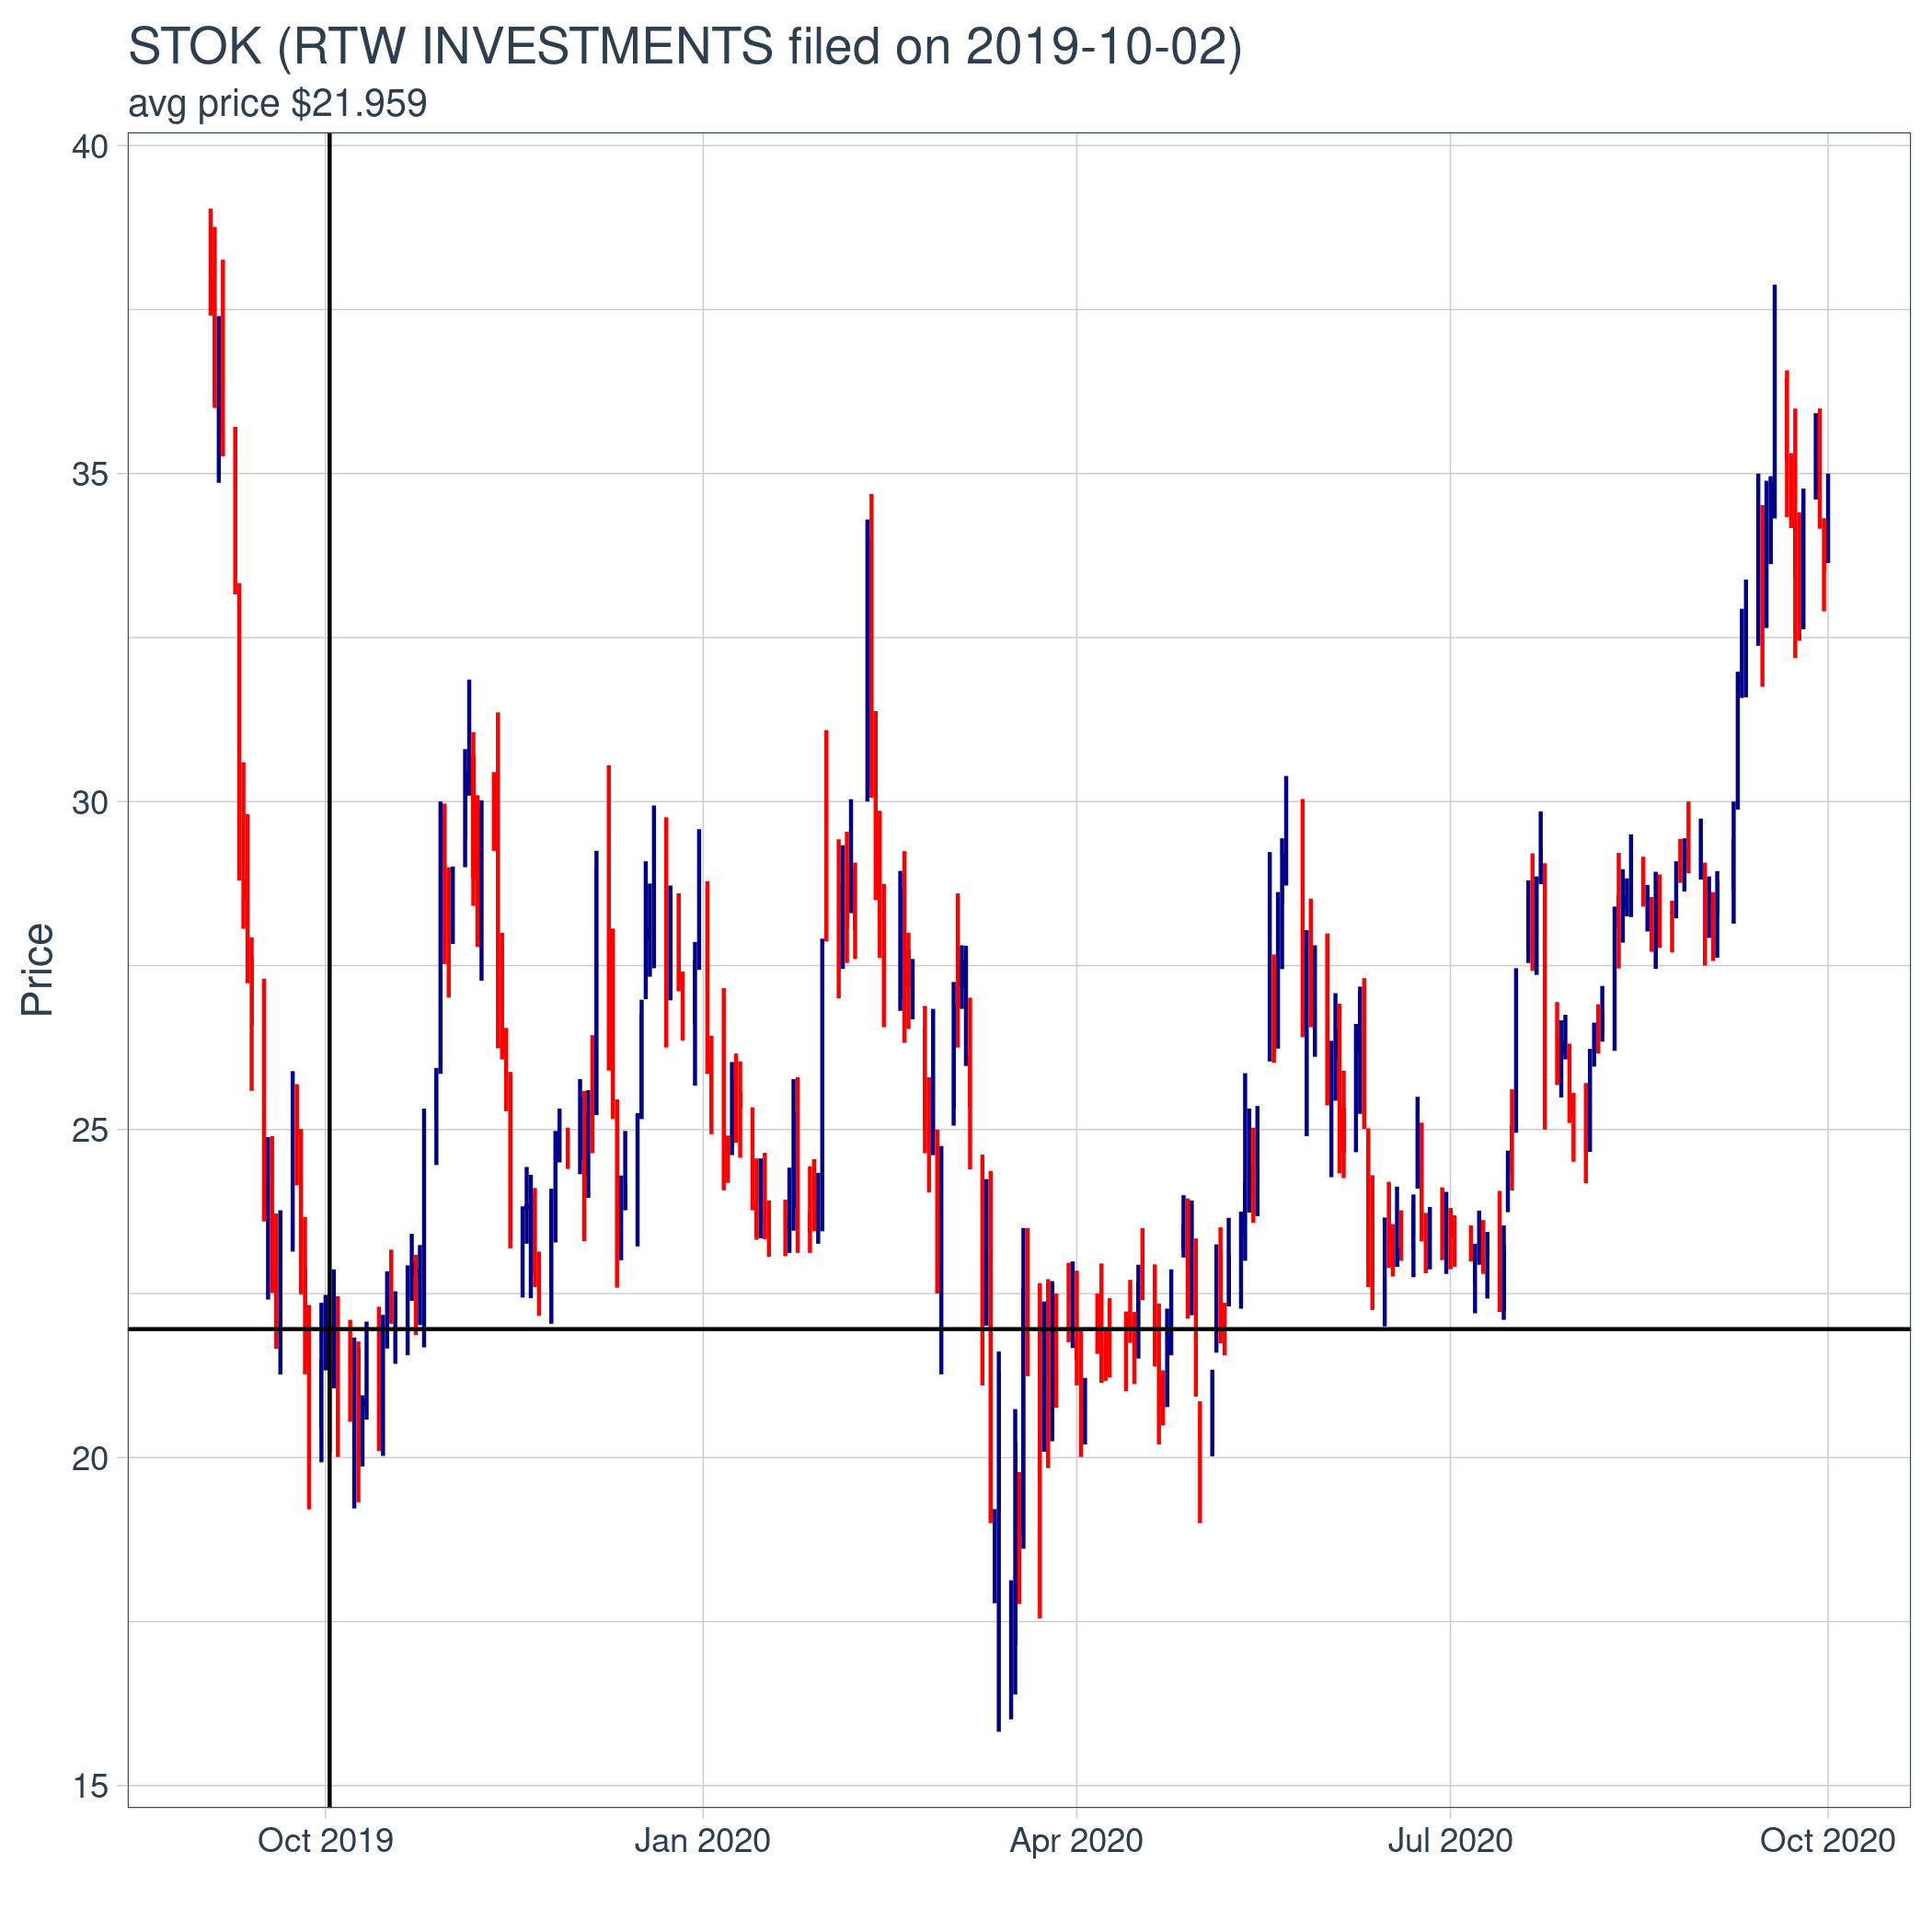 STOK (RTW INVESTMENTS filed on 2019-10-02)
avg price $21.959
40
35
30
25
20
15
Price
Oct 2019
Jan 2020
Apr 2020
Jul 2020
Oct 2020